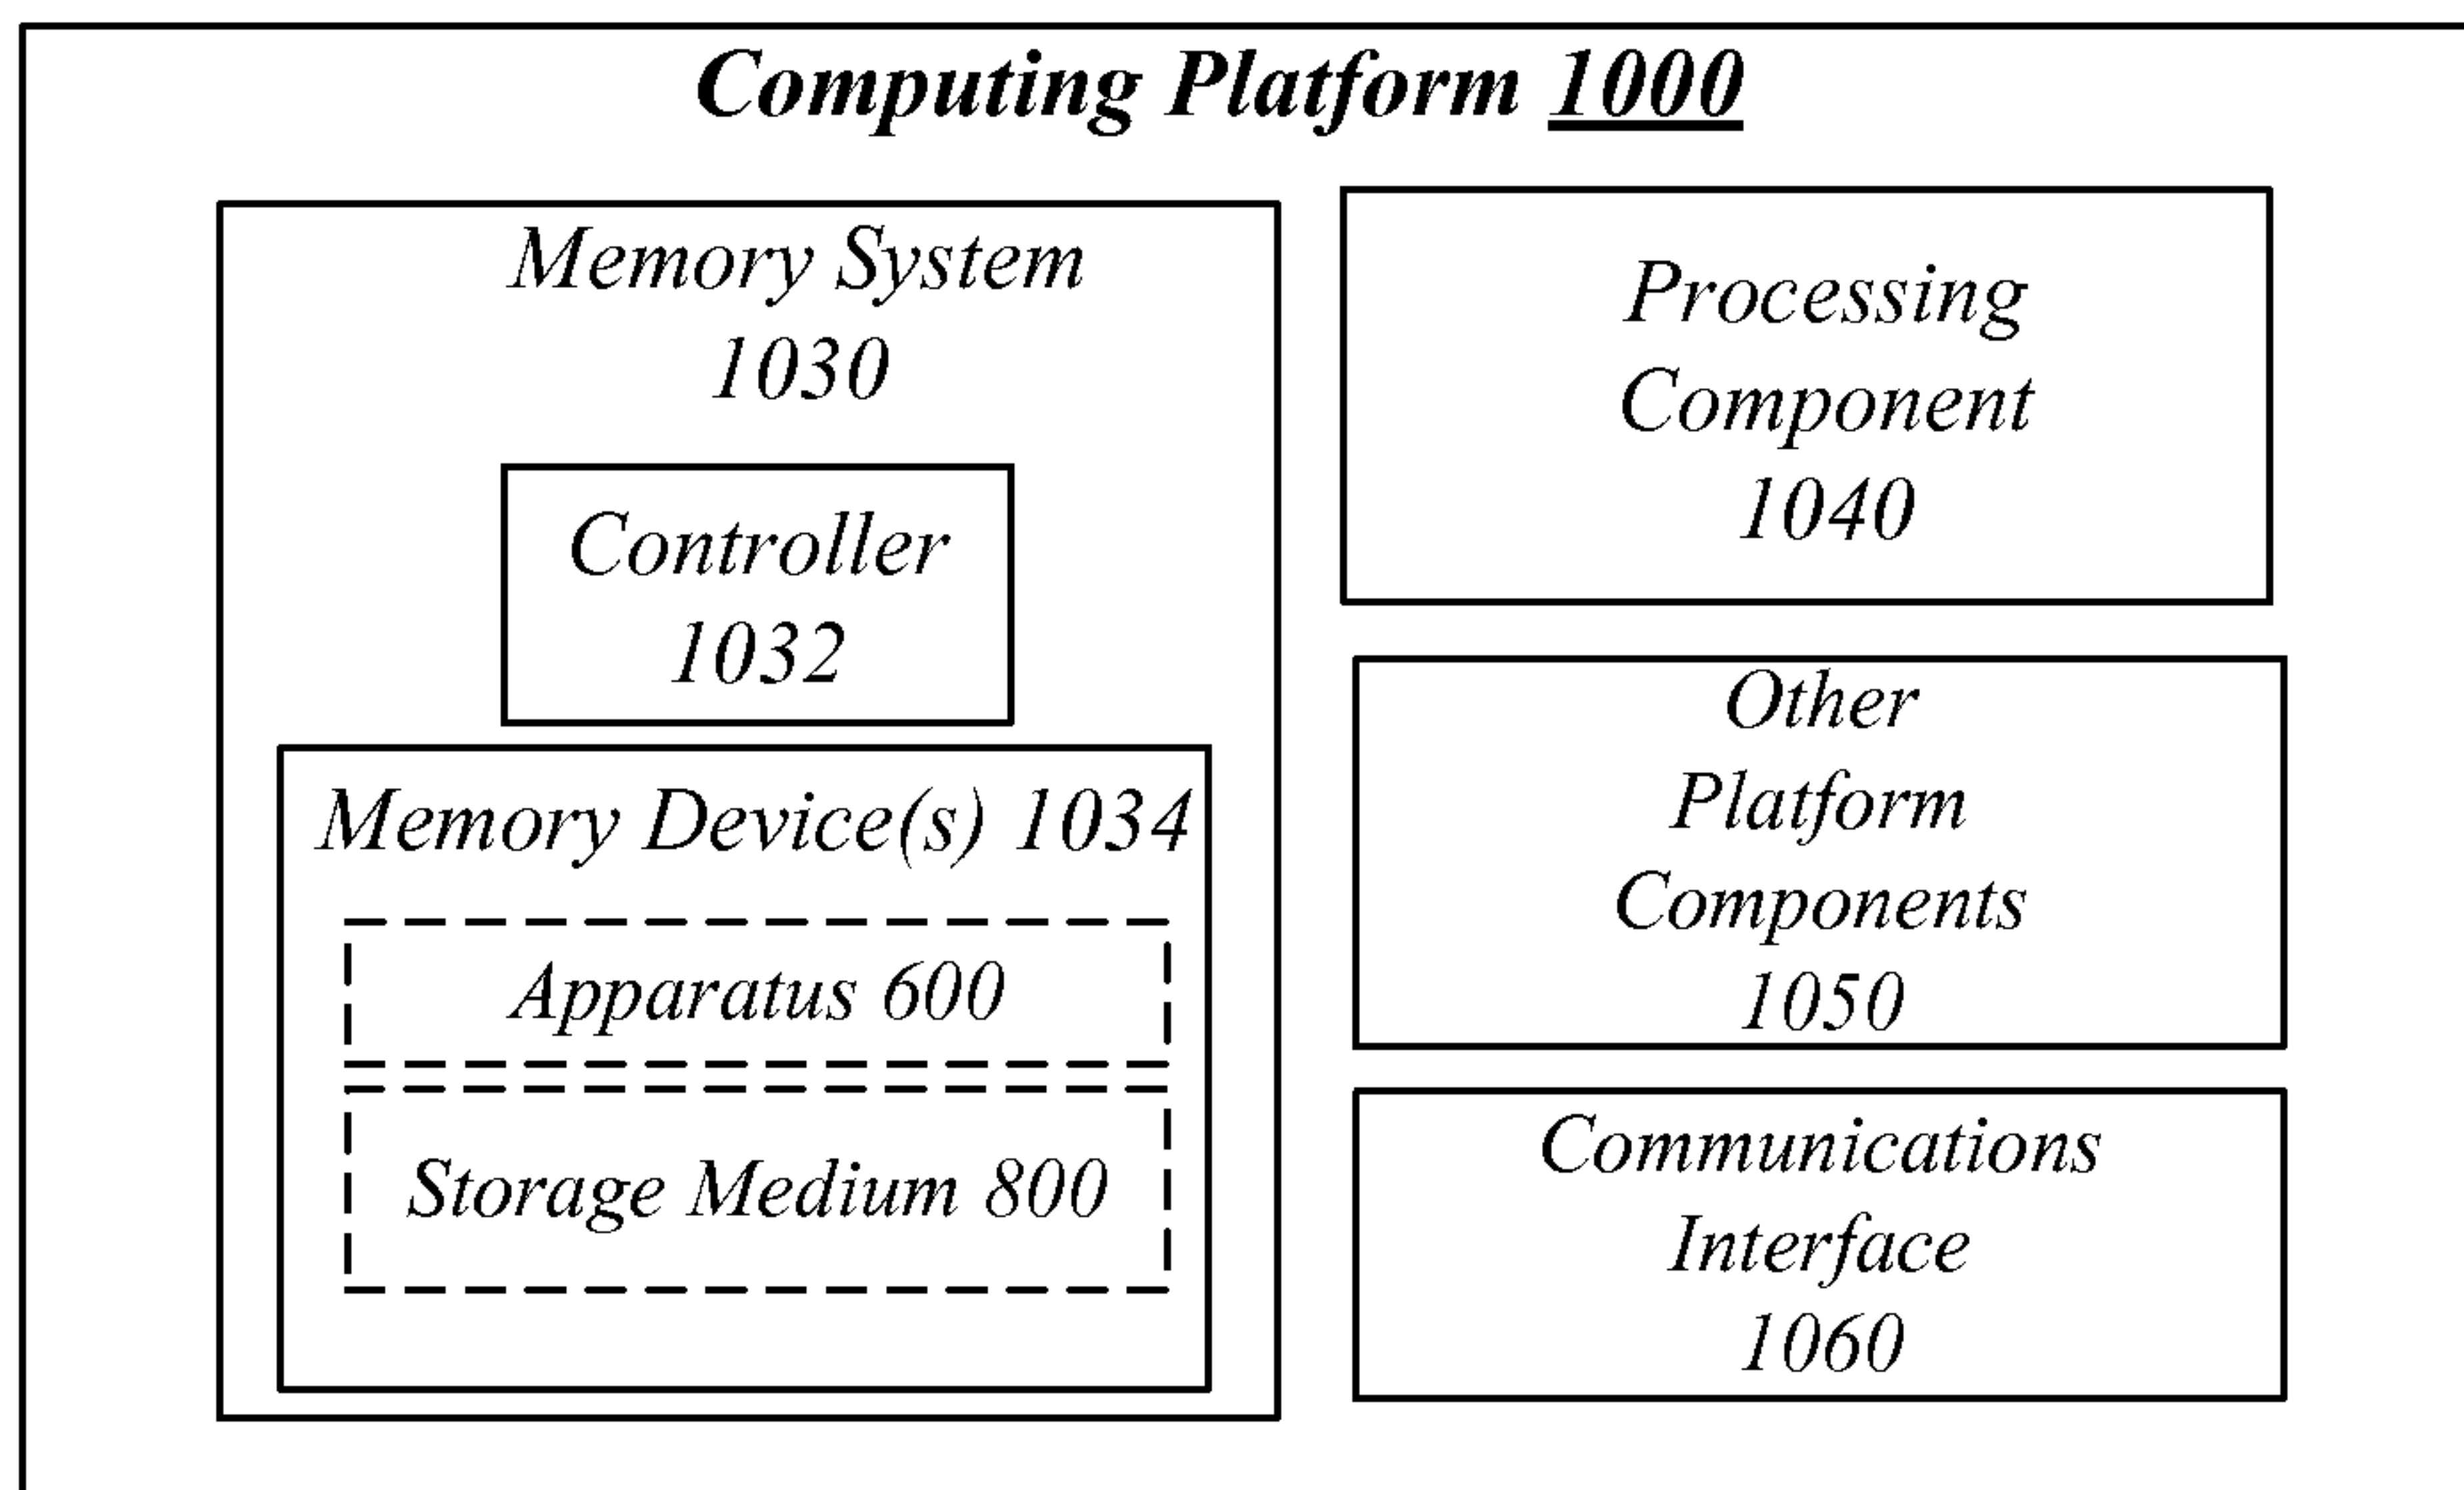 Computing Platform 1000
Memory System
1030
Controller
1032
Memory Device(s) 1034
Apparatus 600
Storage Medium 800
Processing
Component
1040
Other
Platform
Components
1050
Communications
Interface
1060